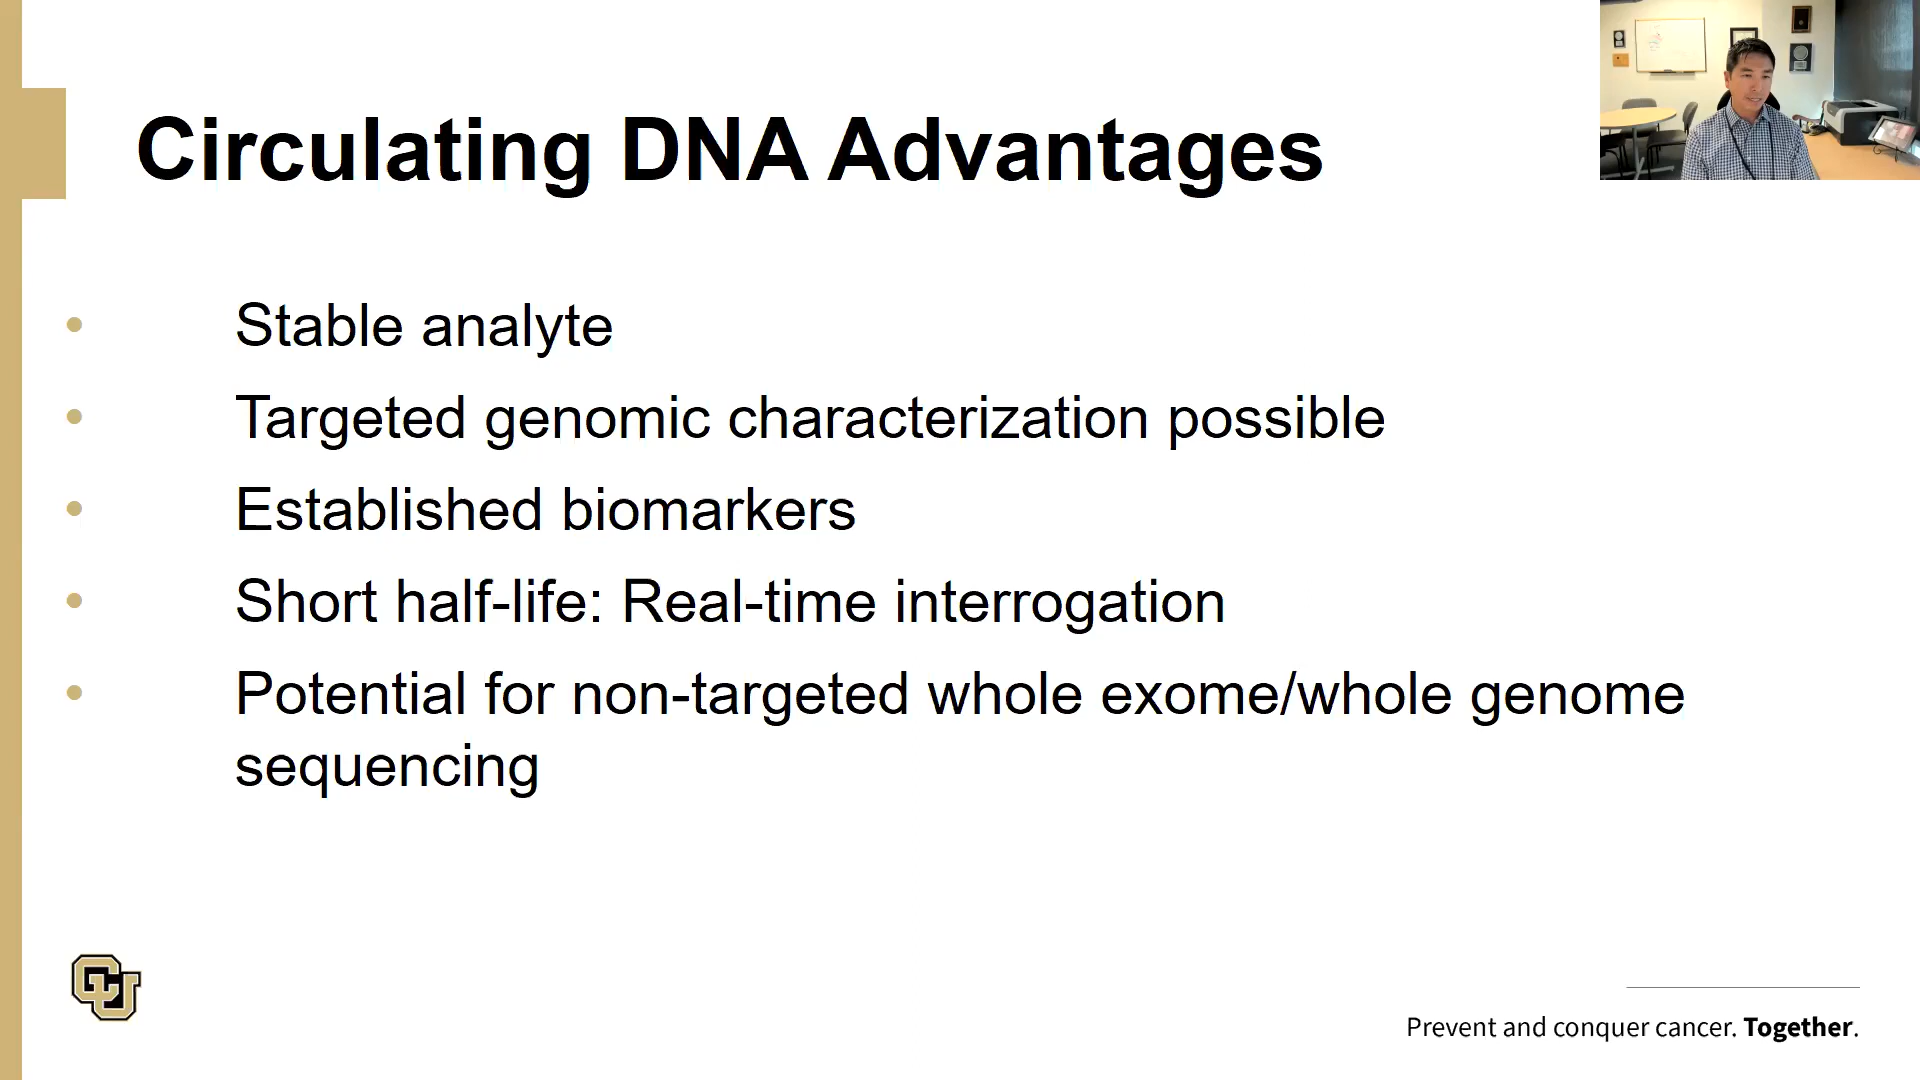 Circulating DNA Advantages
• Stable analyte
• Targeted genomic characterization possible
• Established biomarkers
• Short half-life: Real-time interrogation
• Potential for non-targeted whole exome/whole genome
sequencing
CU
Prevent and conquer cancer. Together.